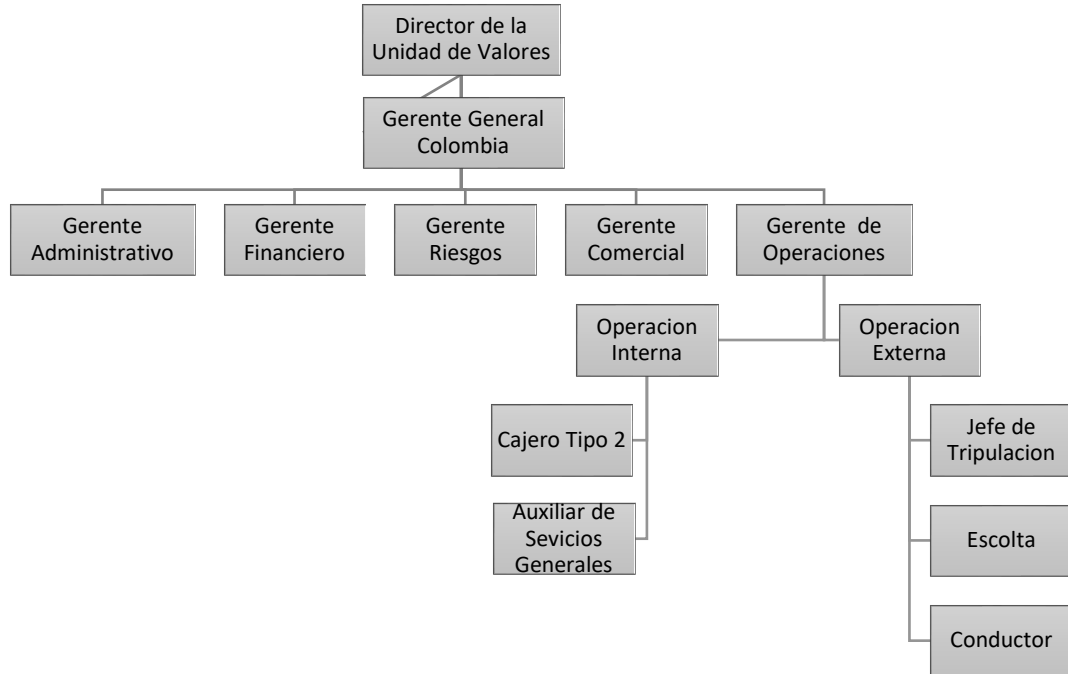 Director de la
Unidad de Valores
Gerente General
Colombia
Gerente
Administrativo
Gerente
Financiero
Gerente
Riesgos
Gerente
Comercial
Gerente de
Operaciones
Operacion
Interna
Operacion
Externa
Cajero Tipo 2
Auxiliar de
Sevicios
Generales
Jefe de
Tripulacion
Escolta
Conductor